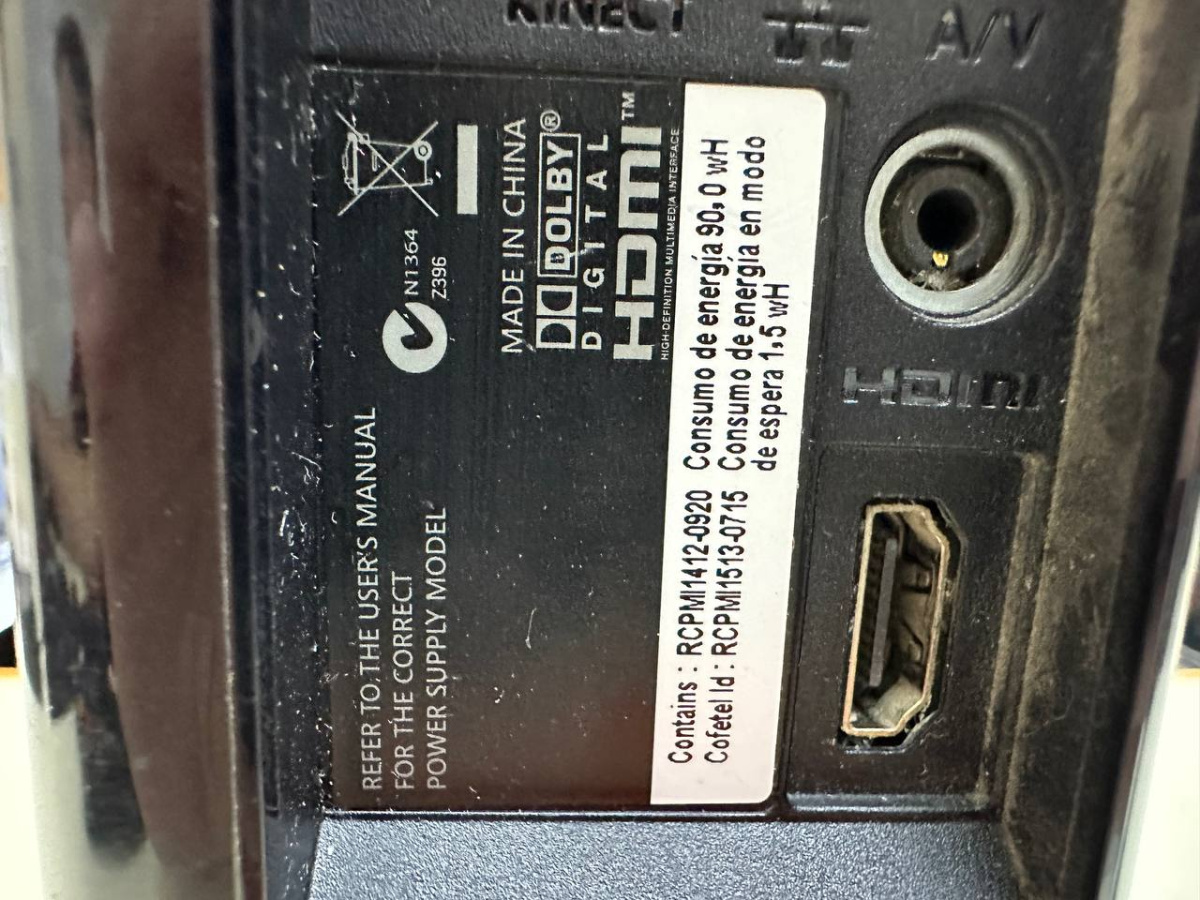 REFER TO THE USER'S MANUAL
FOR THE CORRECT
POWER SUPPLY MODEL
N1364
Z396
MADE IN CHINA
DOLBY®
DIGITAL
HDMI™
HIGH-DEFINITION MULTIMEDIA INTERFACE
Contains : RCPMI1412-0920 Consumo de energía 90,0 wH
Cofetel Id : RCPMI1513-0715 Consumo de energía en modo
de espera 1,5 wH
HDMI
A/V
KINECT